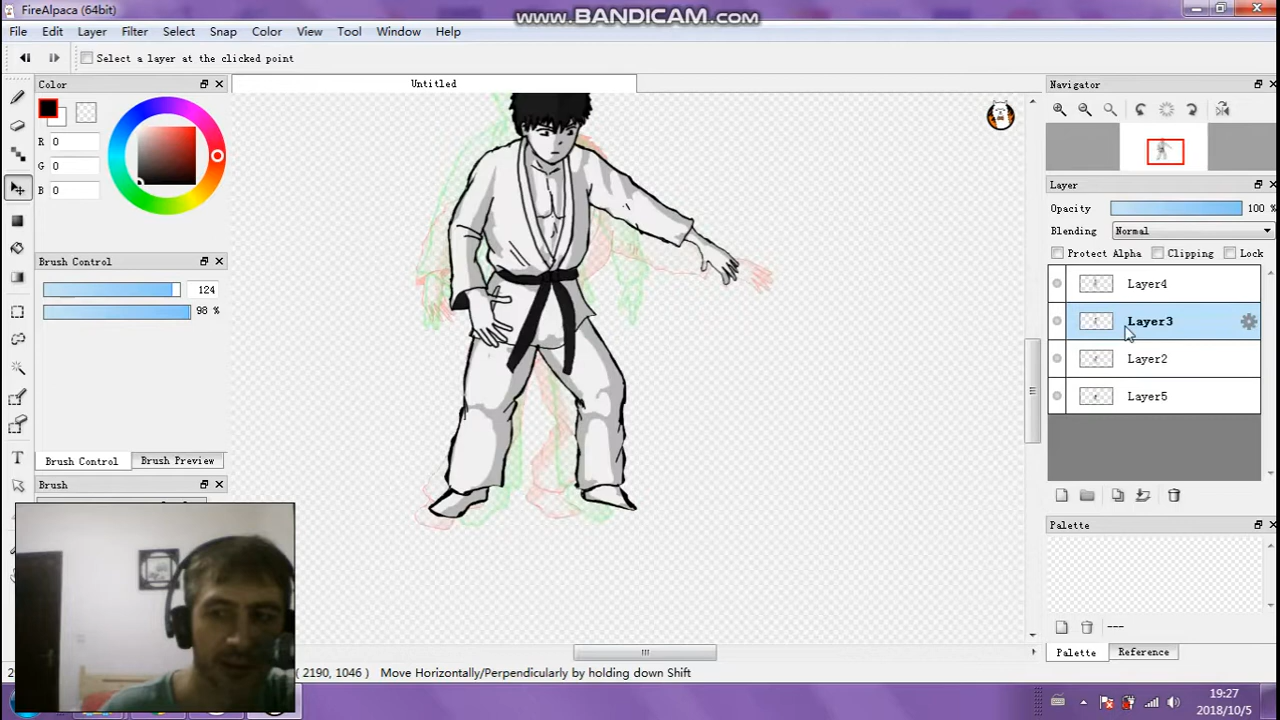 FireAlpaca (64bit)
www.BANDICAM.com
File Edit Layer Filter Select Snap Color View Tool Window Help
Select a layer at the clicked point
Color
Untitled
Navigator
R 0
G 0
B 0
Layer
Opacity 100 %
Blending Normal
Protect Alpha Clipping Lock
Brush Control
124
98 %
Layer4
Layer3
Layer2
Layer5
Brush Control Brush Preview
Brush
Palette
---
Palette Reference
( 2190, 1046 ) Move Horizontally/Perpendicularly by holding down Shift
19:27
2018/10/5